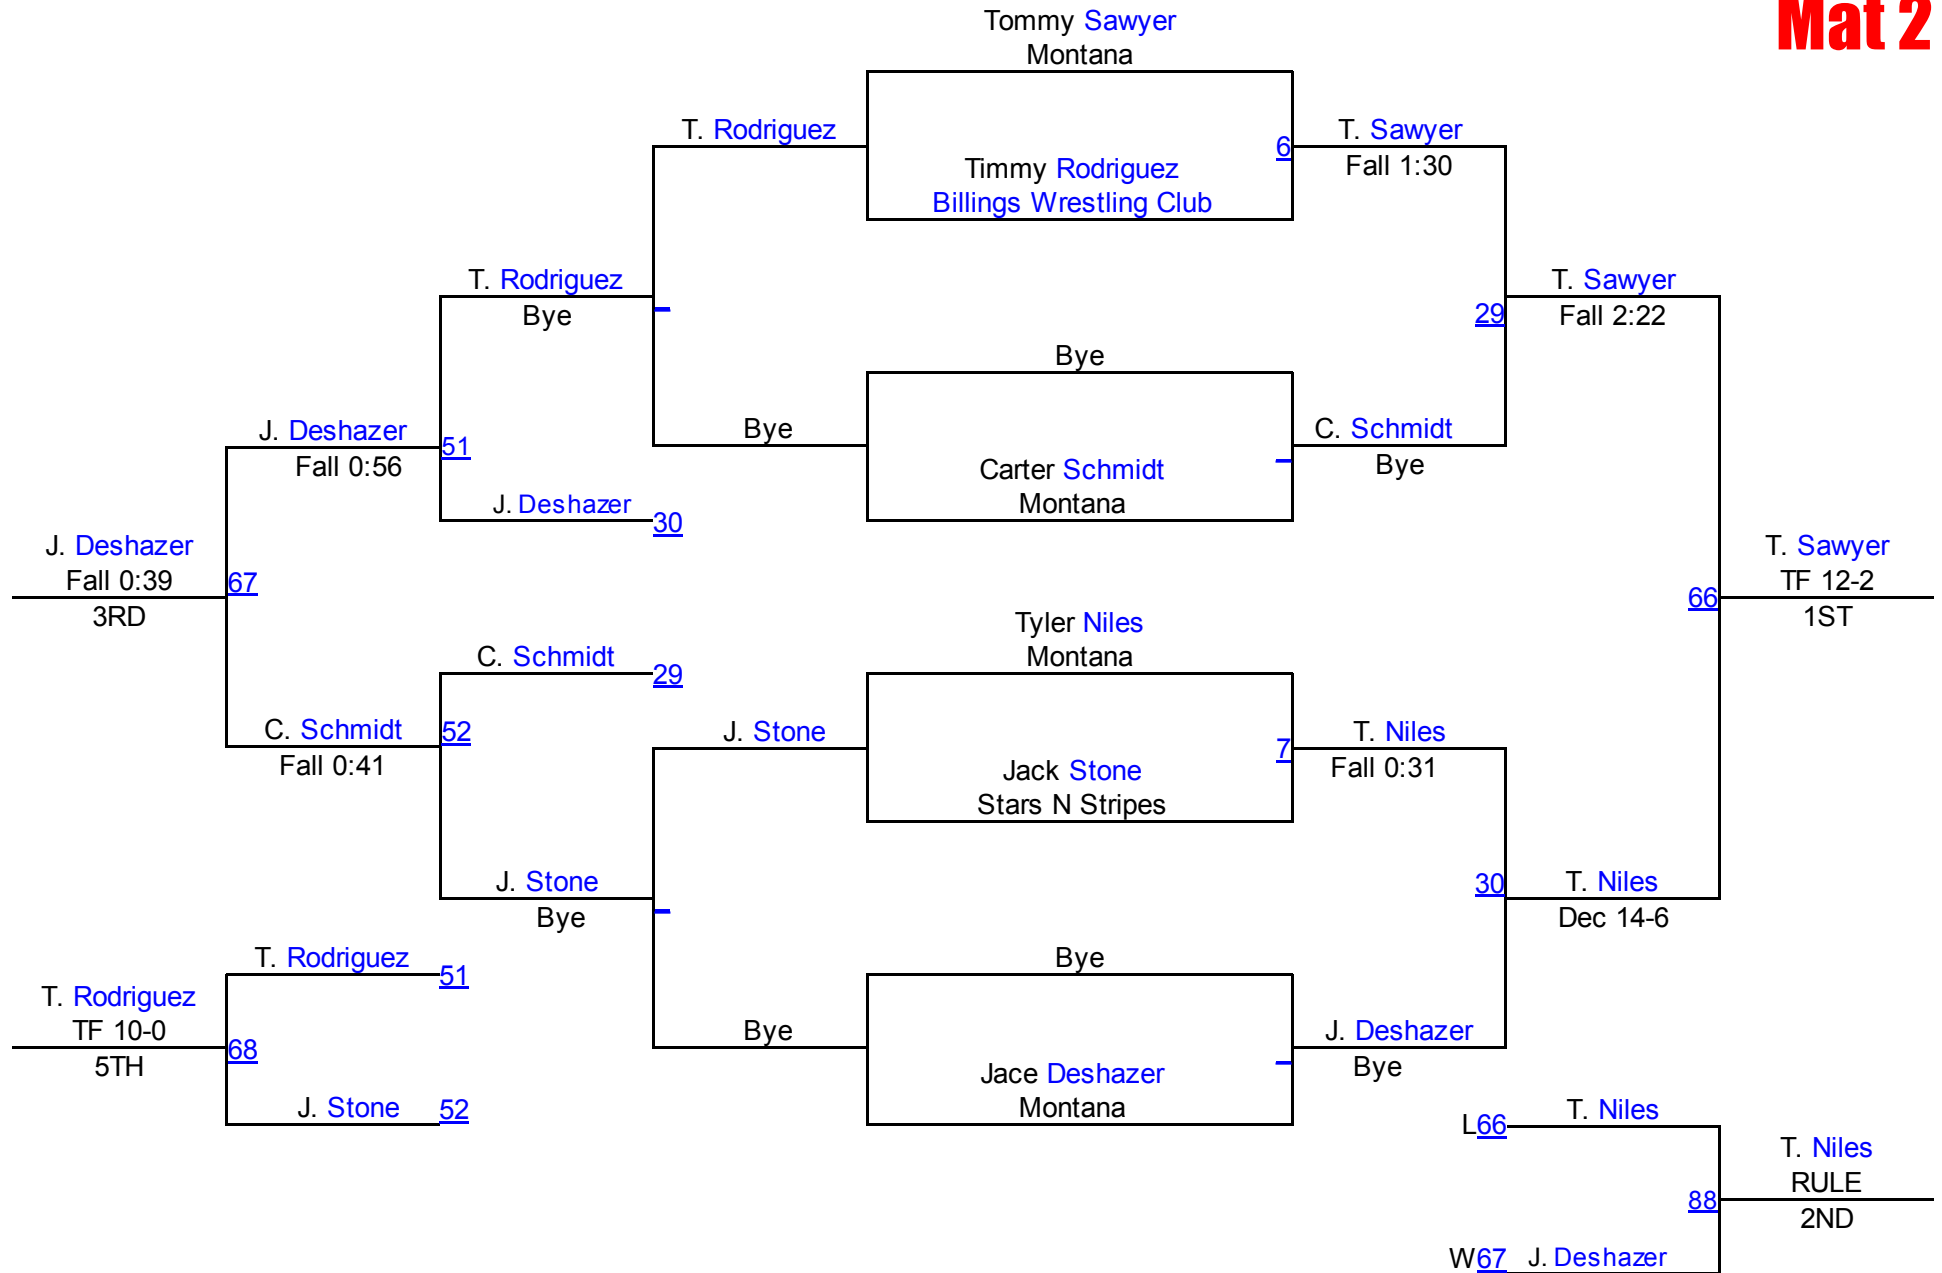 Mat 2
Tommy Sawyer
Montana
T. Rodriguez
6
T. Sawyer
Fall 1:30
Timmy Rodriguez
Billings Wrestling Club
T. Rodriguez
Bye
T. Sawyer
Fall 2:22
29
Bye
J. Deshazer
Fall 0:56
51
Bye
C. Schmidt
Bye
Carter Schmidt
Montana
J. Deshazer
30
J. Deshazer
Fall 0:39
3RD
67
T. Sawyer
TF 12-2
1ST
66
Tyler Niles
Montana
C. Schmidt
29
C. Schmidt
Fall 0:41
52
J. Stone
7
T. Niles
Fall 0:31
Jack Stone
Stars N Stripes
J. Stone
Bye
30
T. Niles
Dec 14-6
T. Rodriguez
51
Bye
T. Rodriguez
TF 10-0
5TH
68
Bye
J. Deshazer
Bye
Jace Deshazer
Montana
J. Stone
52
L66
T. Niles
T. Niles
RULE
2ND
88
W67 J. Deshazer